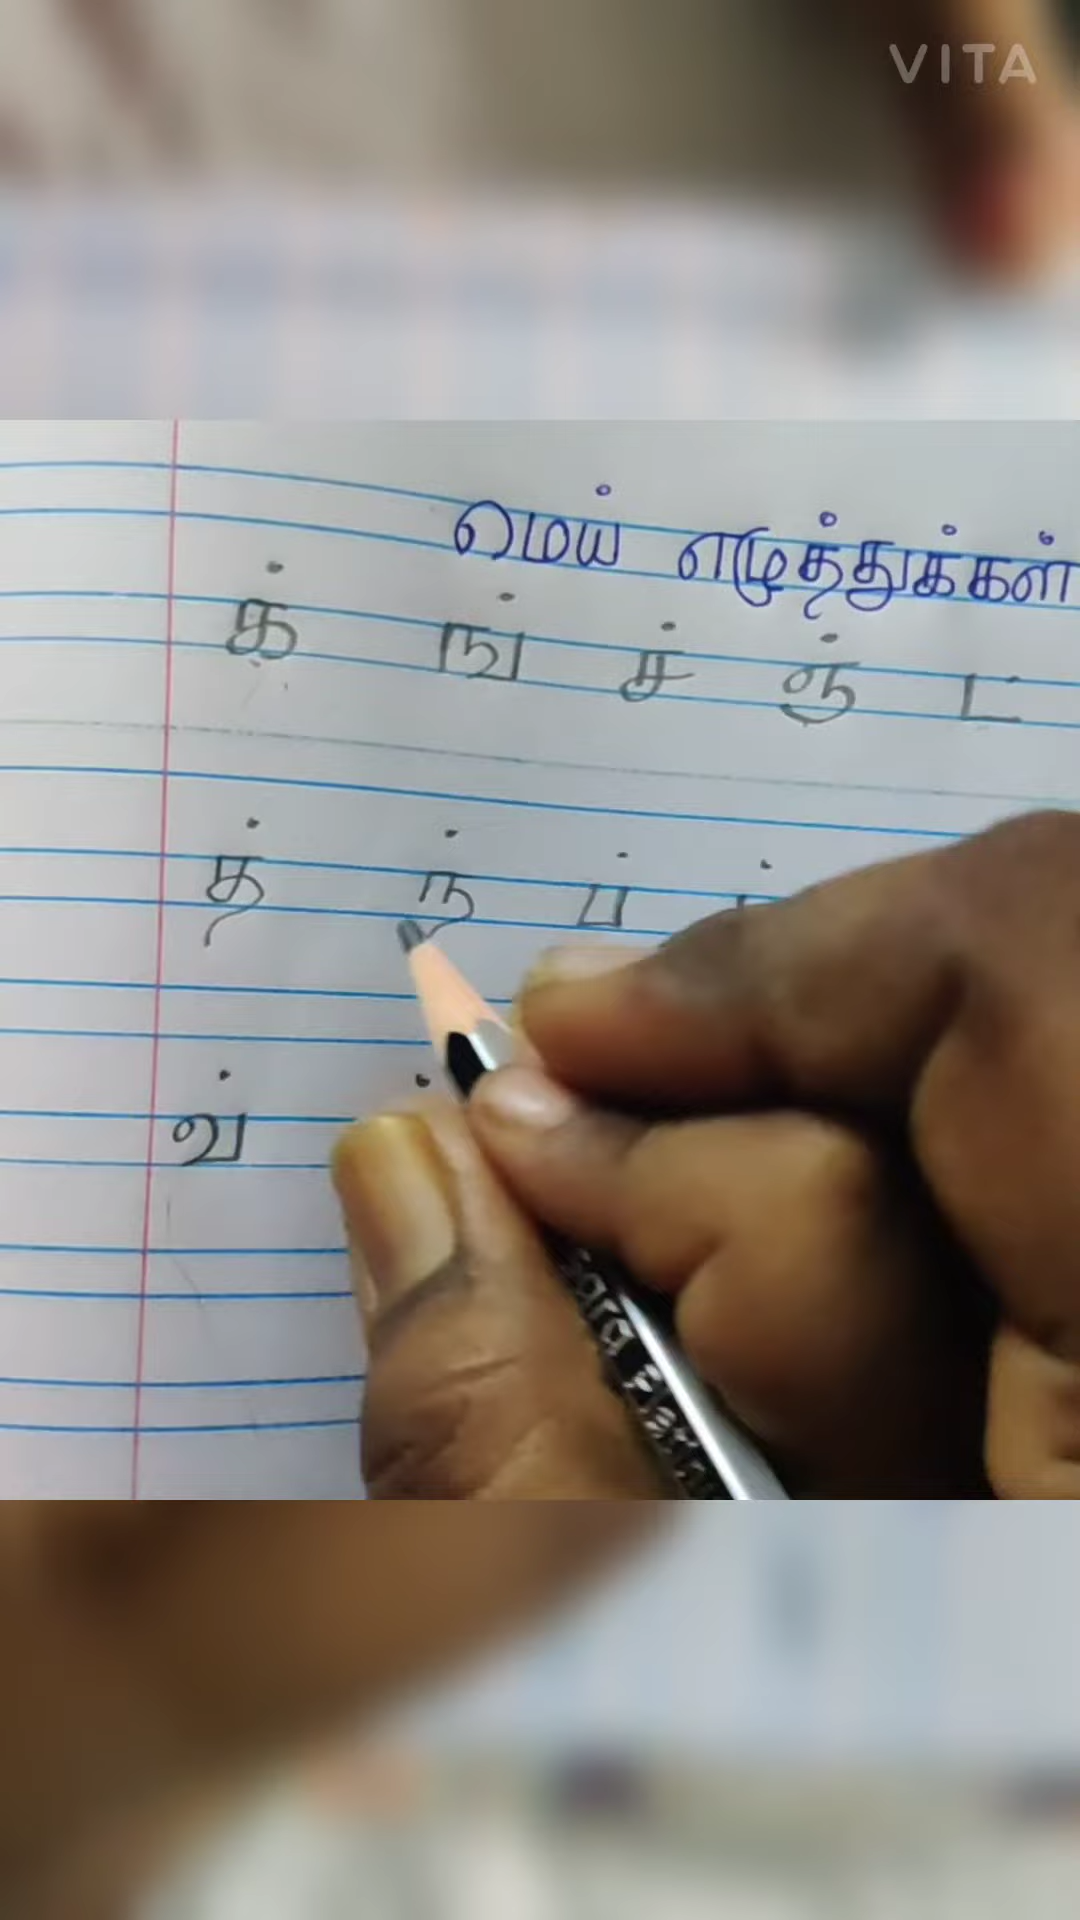 VITA
மெய் எழுத்துக்கள்
க் ங் ச் ஞ் ட
த் ந் ப்
வ்